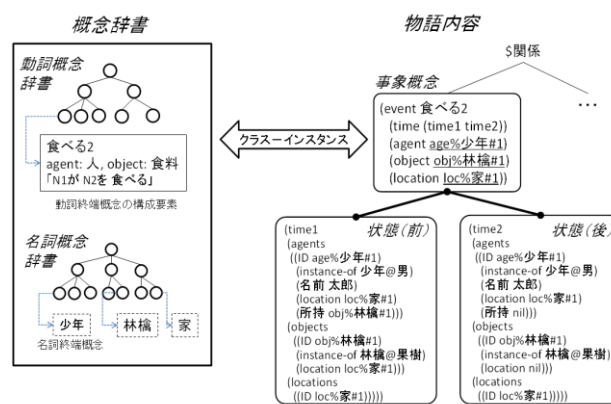 概念辞書
動詞概念
辞書
食べる2
agent: 人, object: 食料
「N1が N2を 食べる」
動詞終端概念の構成要素
名詞概念
辞書
少年
林檎
家
名詞終端概念
クラス－インスタンス
物語内容
$関係
…
事象概念
(event 食べる2
(time (time1 time2))
(agent age%少年#1)
(object obj%林檎#1)
(location loc%家#1))
状態(前)
(time1
(agents
((ID age%少年#1)
(instance-of 少年@男)
(名前 太郎)
(location loc%家#1)
(所持 obj%林檎#1)))
(objects
((ID obj%林檎#1)
(instance-of 林檎@果樹)
(location loc%家#1)))
(locations
((ID loc%家#1)))))
状態(後)
(time2
(agents
((ID age%少年#1)
(instance-of 少年@男)
(名前 太郎)
(location loc%家#1)
(所持 nil)))
(objects
((ID obj%林檎#1)
(instance-of 林檎@果樹)
(location nil)))
(locations
((ID loc%家#1)))))